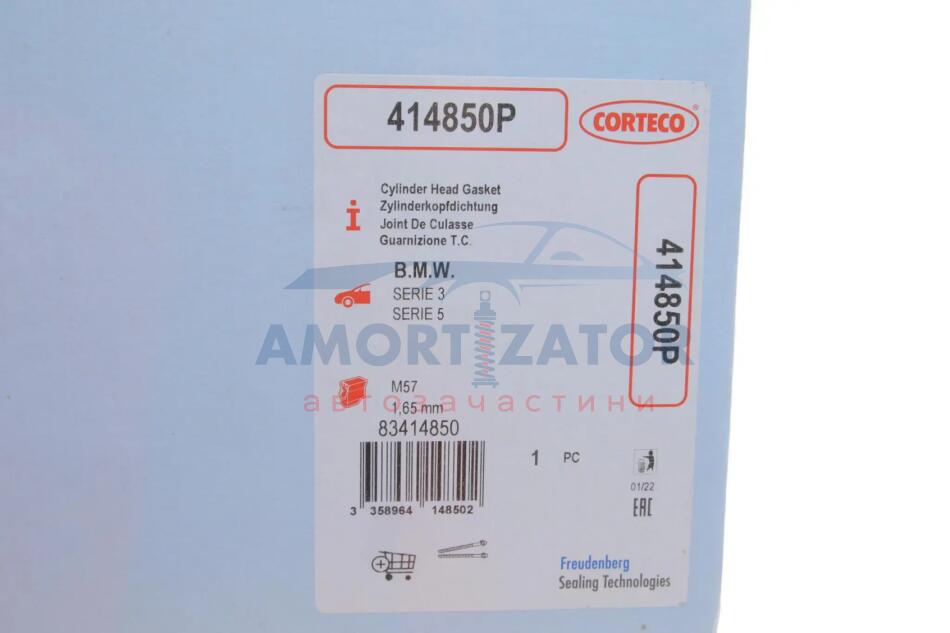 414850P
CORTECO
Cylinder Head Gasket
Zylinderkopfdichtung
Joint De Culasse
Guarnizione T.C.
B.M.W.
SERIE 3
SERIE 5
414850P
AMORTIZATOR
M57
автозапчастини
1,65 mm
83414850
3 358964 148502
1 PC
01/22
EAC
Freudenberg
Sealing Technologies